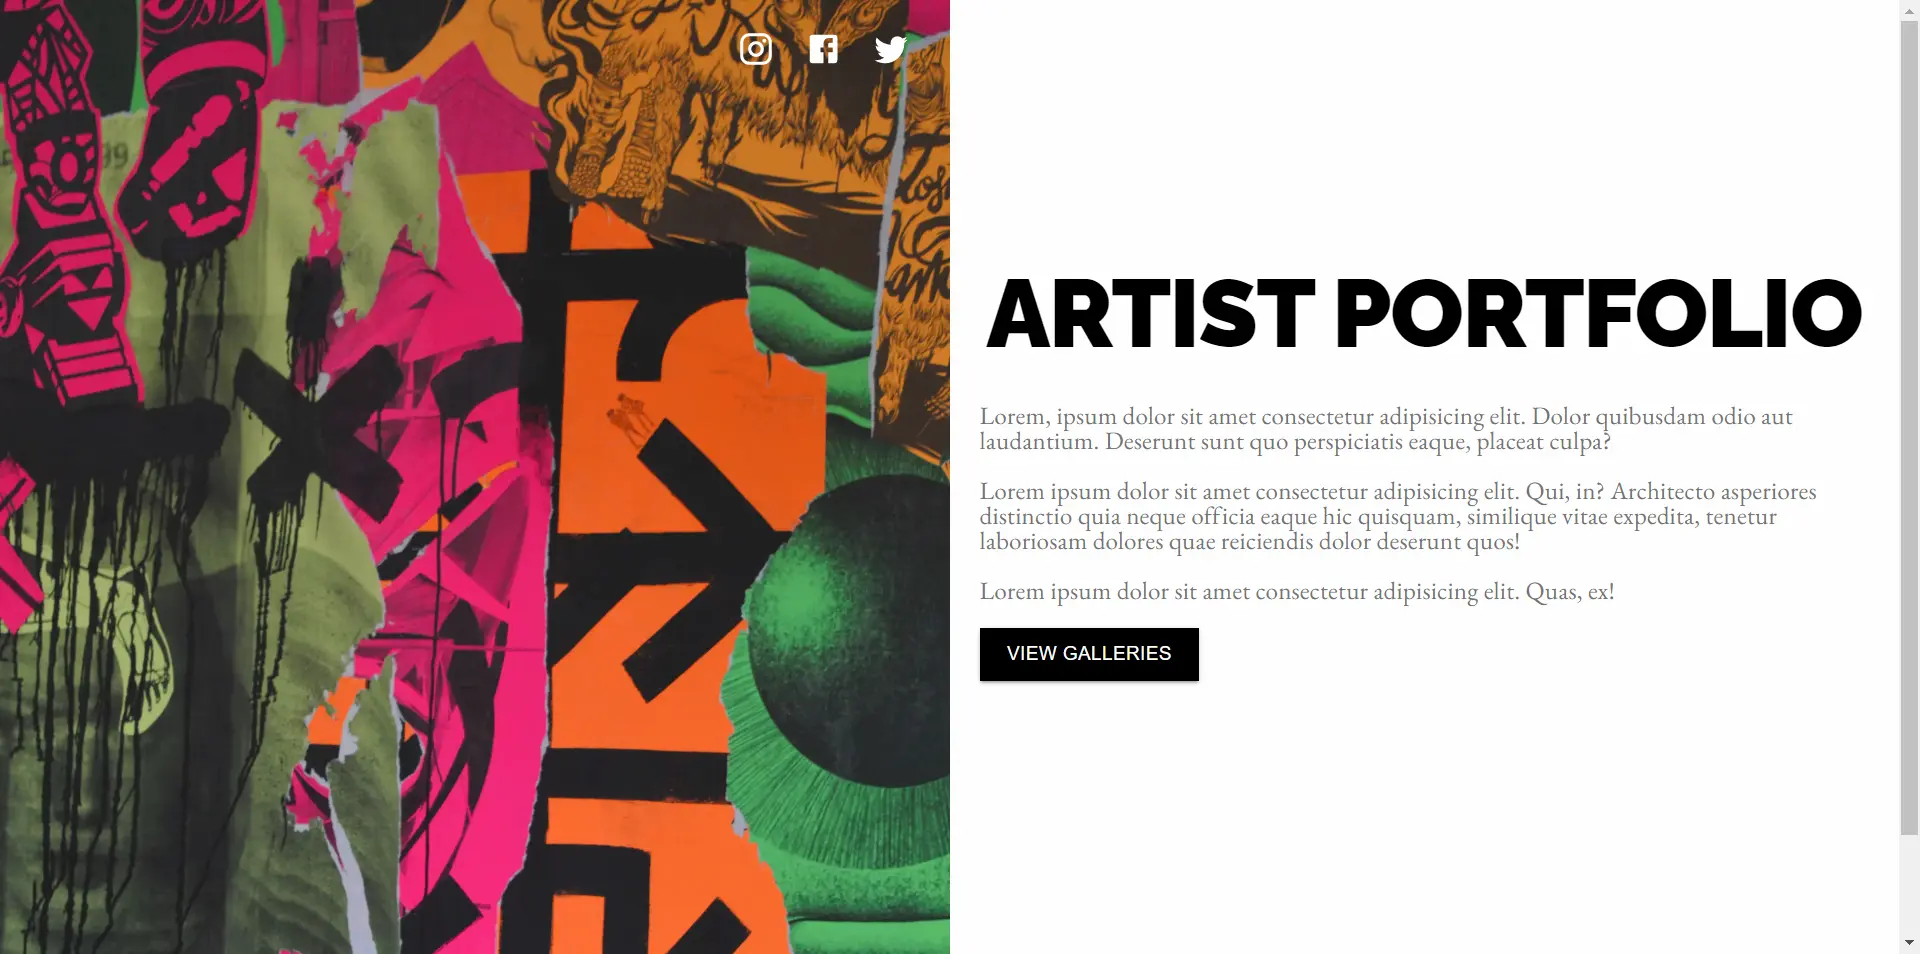 ARTIST PORTFOLIO
Lorem, ipsum dolor sit amet consectetur adipisicing elit. Dolor quibusdam odio aut
laudantium. Deserunt sunt quo perspiciatis eaque, placeat culpa?
Lorem ipsum dolor sit amet consectetur adipisicing elit. Qui, in? Architecto asperiores
distinctio quia neque officia eaque hic quisquam, similique vitae expedita, tenetur
laboriosam dolores quae reiciendis dolor deserunt quos!
Lorem ipsum dolor sit amet consectetur adipisicing elit. Quas, ex!
VIEW GALLERIES